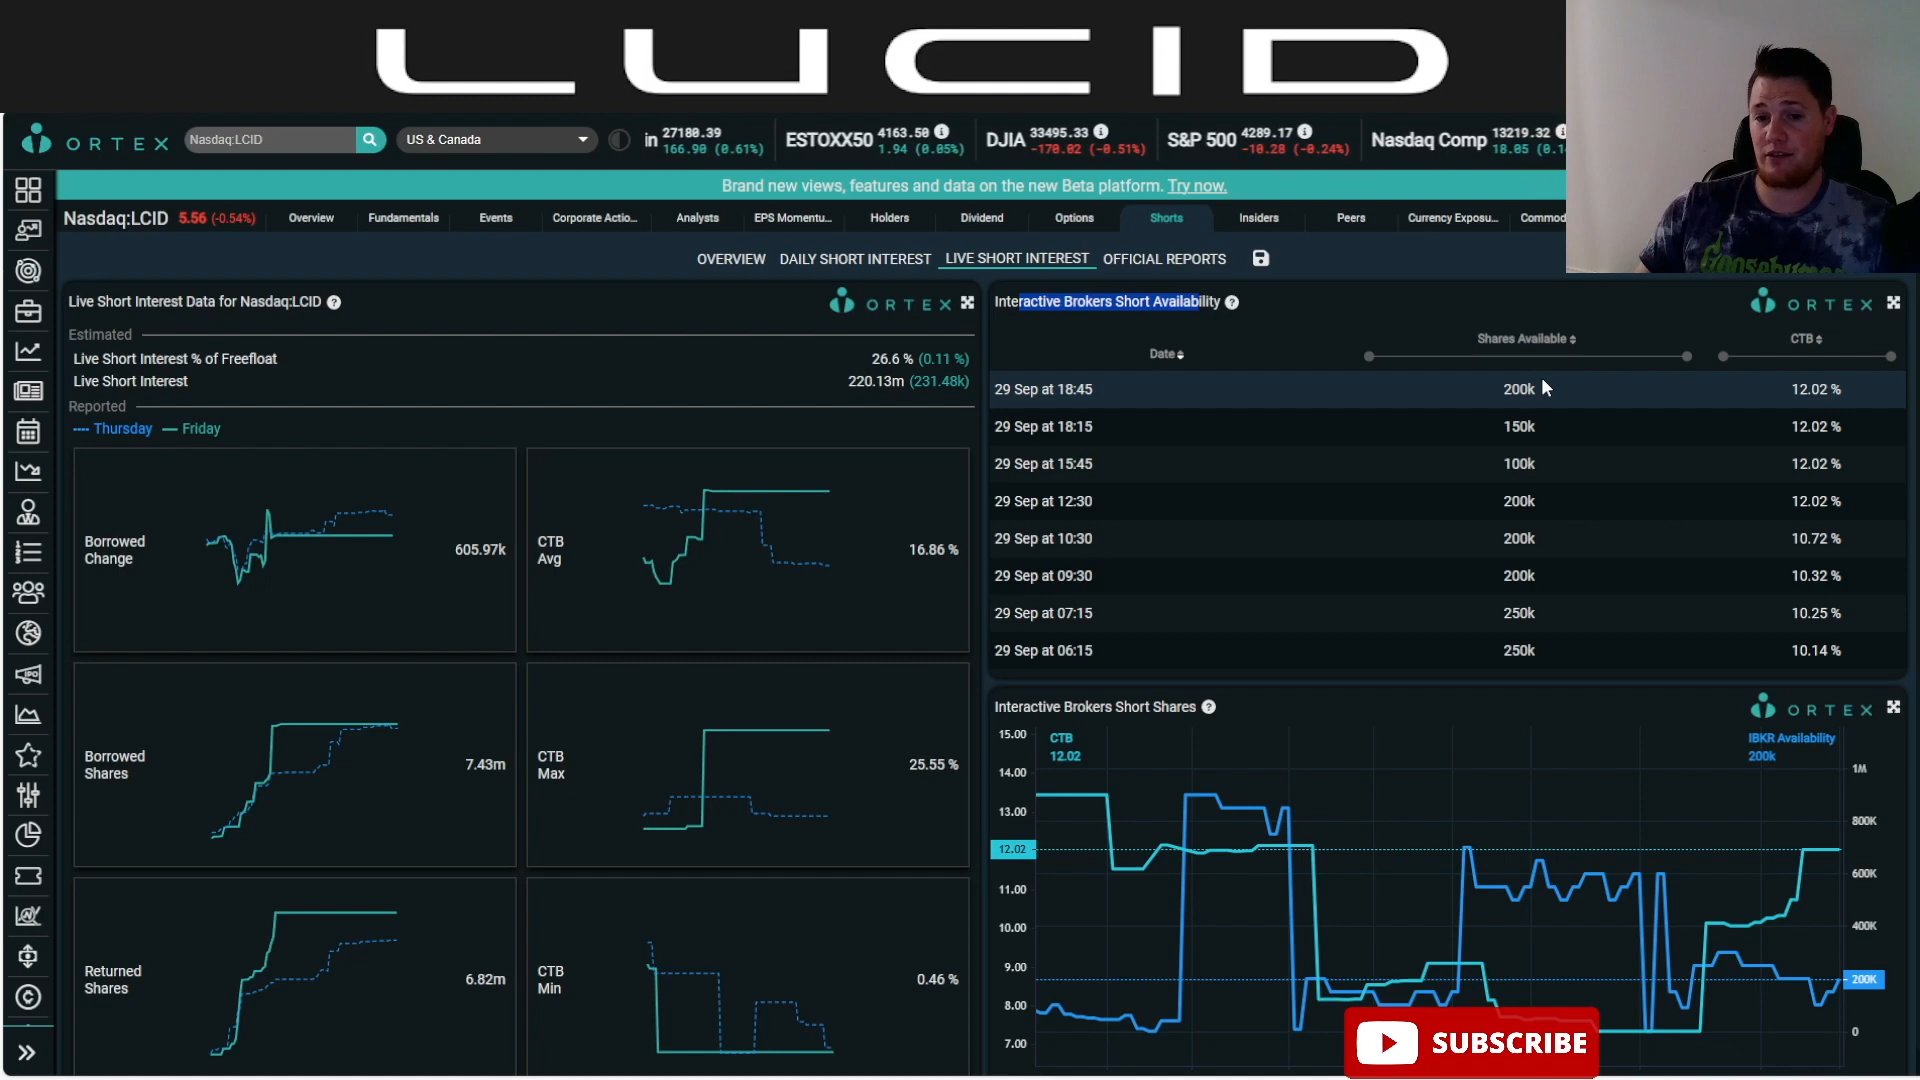 LUCID
ORTEX
Nasdaq:LCID
US & Canada
in 27180.39
166.90 (0.61%)
ESTOXX50 4163.50
1.94 (0.05%)
DJIA 33495.33
-170.02 (-0.51%)
S&P 500 4289.17
-10.28 (-0.24%)
Nasdaq Comp 13219.32
18.05
Brand new views, features and data on the new Beta platform. Try now.
Nasdaq:LCID 5.56 (-0.54%)
Overview
Fundamentals
Events
Corporate Actio...
Analysts
EPS Momentu...
Holders
Dividend
Options
Shorts
Insiders
Peers
Currency Exposu...
Commod
OVERVIEW
DAILY SHORT INTEREST
LIVE SHORT INTEREST
OFFICIAL REPORTS
Live Short Interest Data for Nasdaq:LCID
ORTEX
Estimated
Live Short Interest % of Freefloat 26.6 % (0.11 %)
Live Short Interest 220.13m (231.48k)
Reported
Thursday Friday
Borrowed Change 605.97k
CTB Avg 16.86 %
Borrowed Shares 7.43m
CTB Max 25.55 %
Returned Shares 6.82m
CTB Min 0.46 %
Interactive Brokers Short Availability
ORTEX
Date Shares Available CTB
29 Sep at 18:45 200k 12.02 %
29 Sep at 18:15 150k 12.02 %
29 Sep at 15:45 100k 12.02 %
29 Sep at 12:30 200k 12.02 %
29 Sep at 10:30 200k 10.72 %
29 Sep at 09:30 200k 10.32 %
29 Sep at 07:15 250k 10.25 %
29 Sep at 06:15 250k 10.14 %
Interactive Brokers Short Shares
ORTEX
CTB
12.02
IBKR Availability
200k
15.00
14.00
13.00
12.02
11.00
10.00
9.00
8.00
7.00
1M
800K
600K
400K
200K
0
SUBSCRIBE